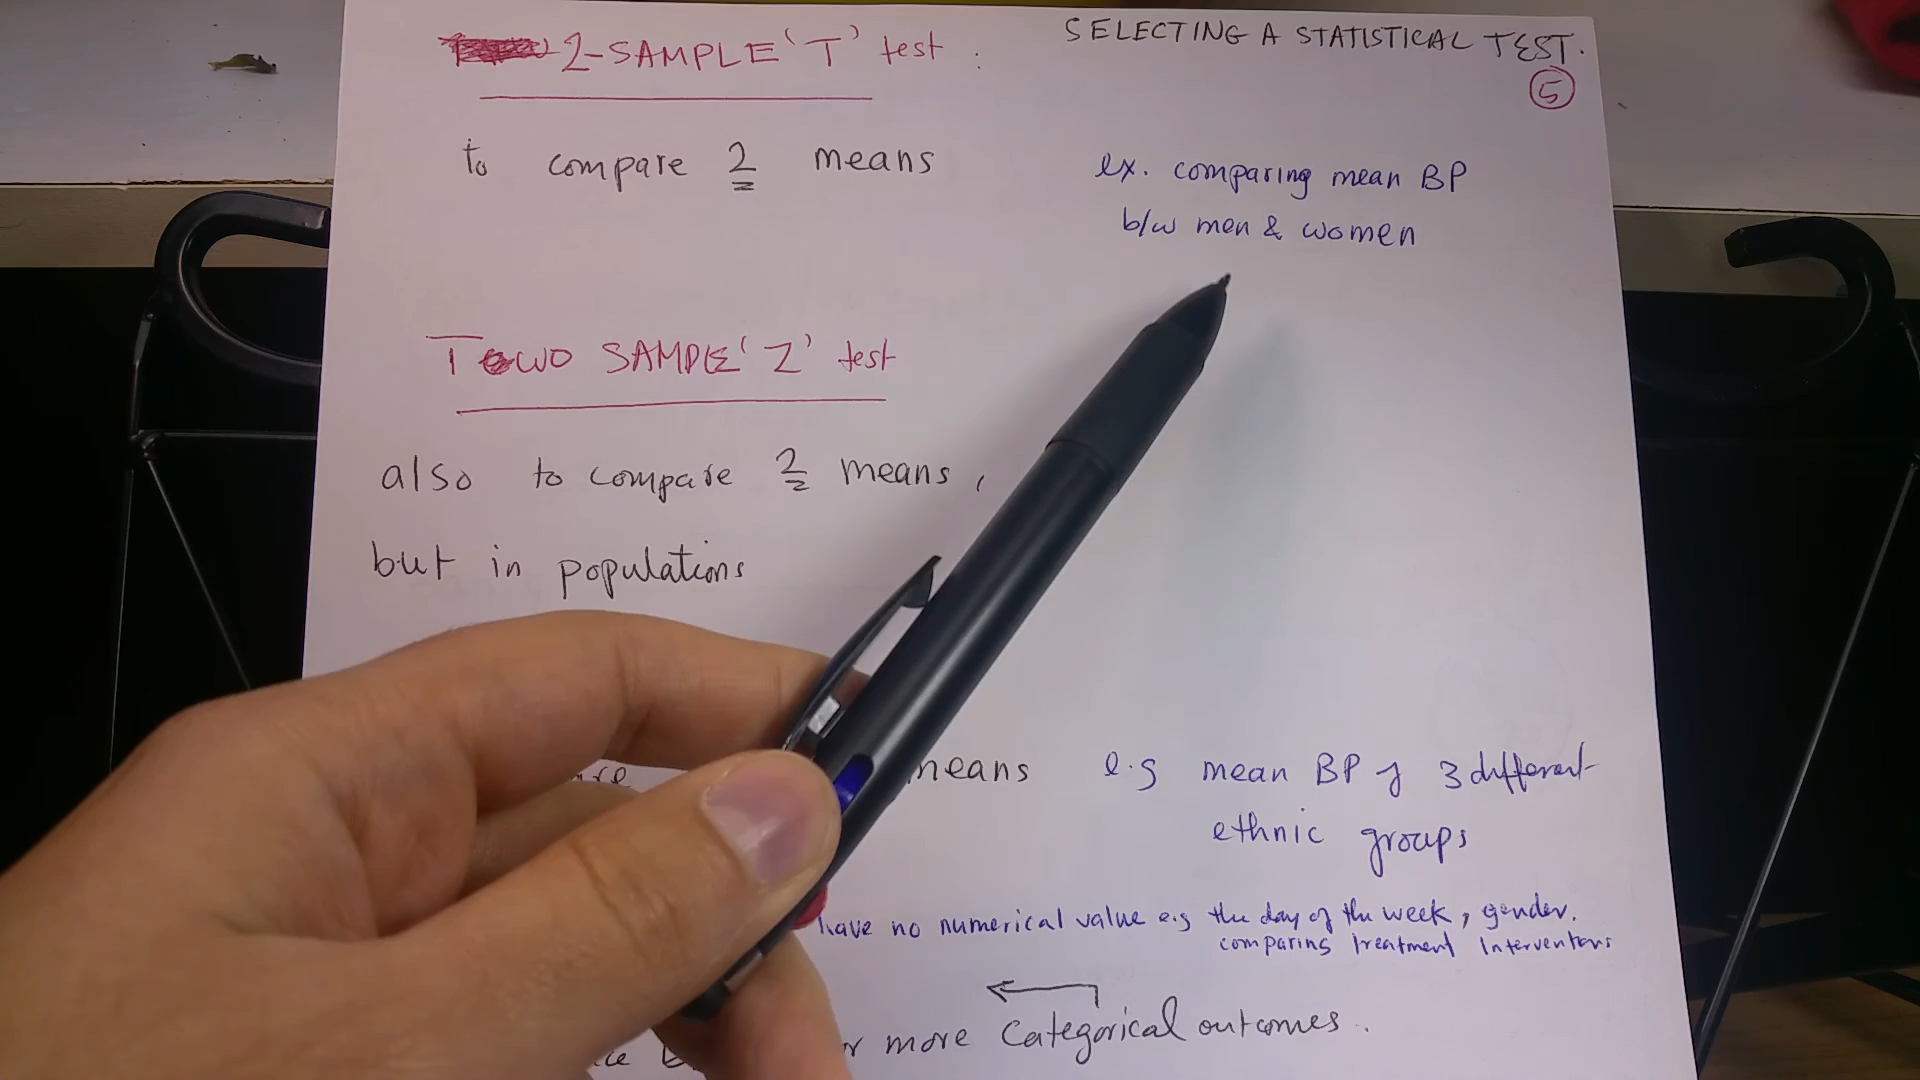 SELECTING A STATISTICAL TEST.
5
2-SAMPLE 'T' test :
to compare 2 means
ex. comparing mean BP
b/w men & women
TWO SAMPLE 'Z' test
also to compare 2 means,
but in populations
means
e.g mean BP of 3 different
ethnic groups
have no numerical value e.g the day of the week, gender.
comparing treatment interventions
or more Categorical outcomes.